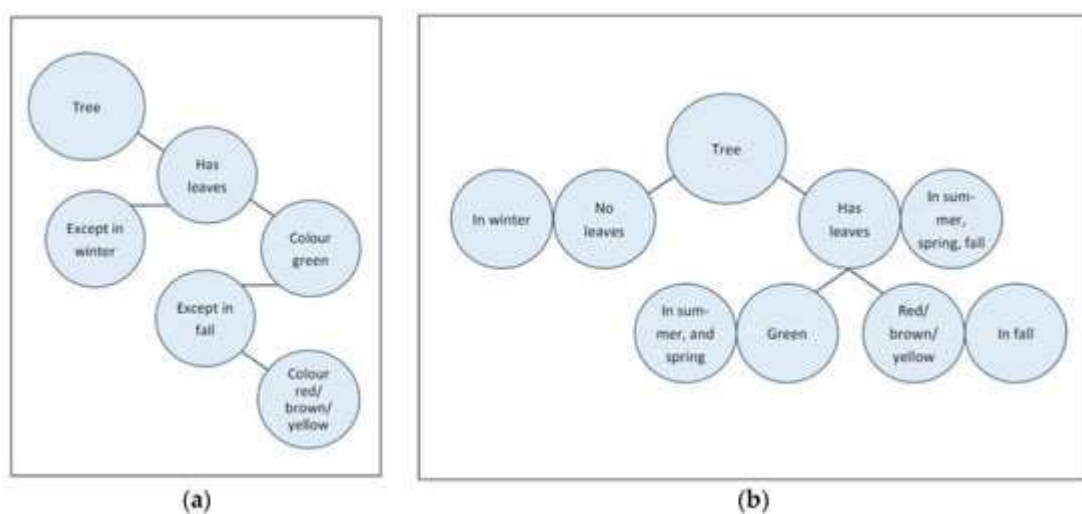 Tree
Has
leaves
Except in
winter
Colour
green
Except in
fall
Colour
red/
brown/
yellow
(a)
Tree
In winter
No
leaves
Has
leaves
In sum-
mer,
spring, fall
In sum-
mer, and
spring
Green
Red/
brown/
yellow
In fall
(b)